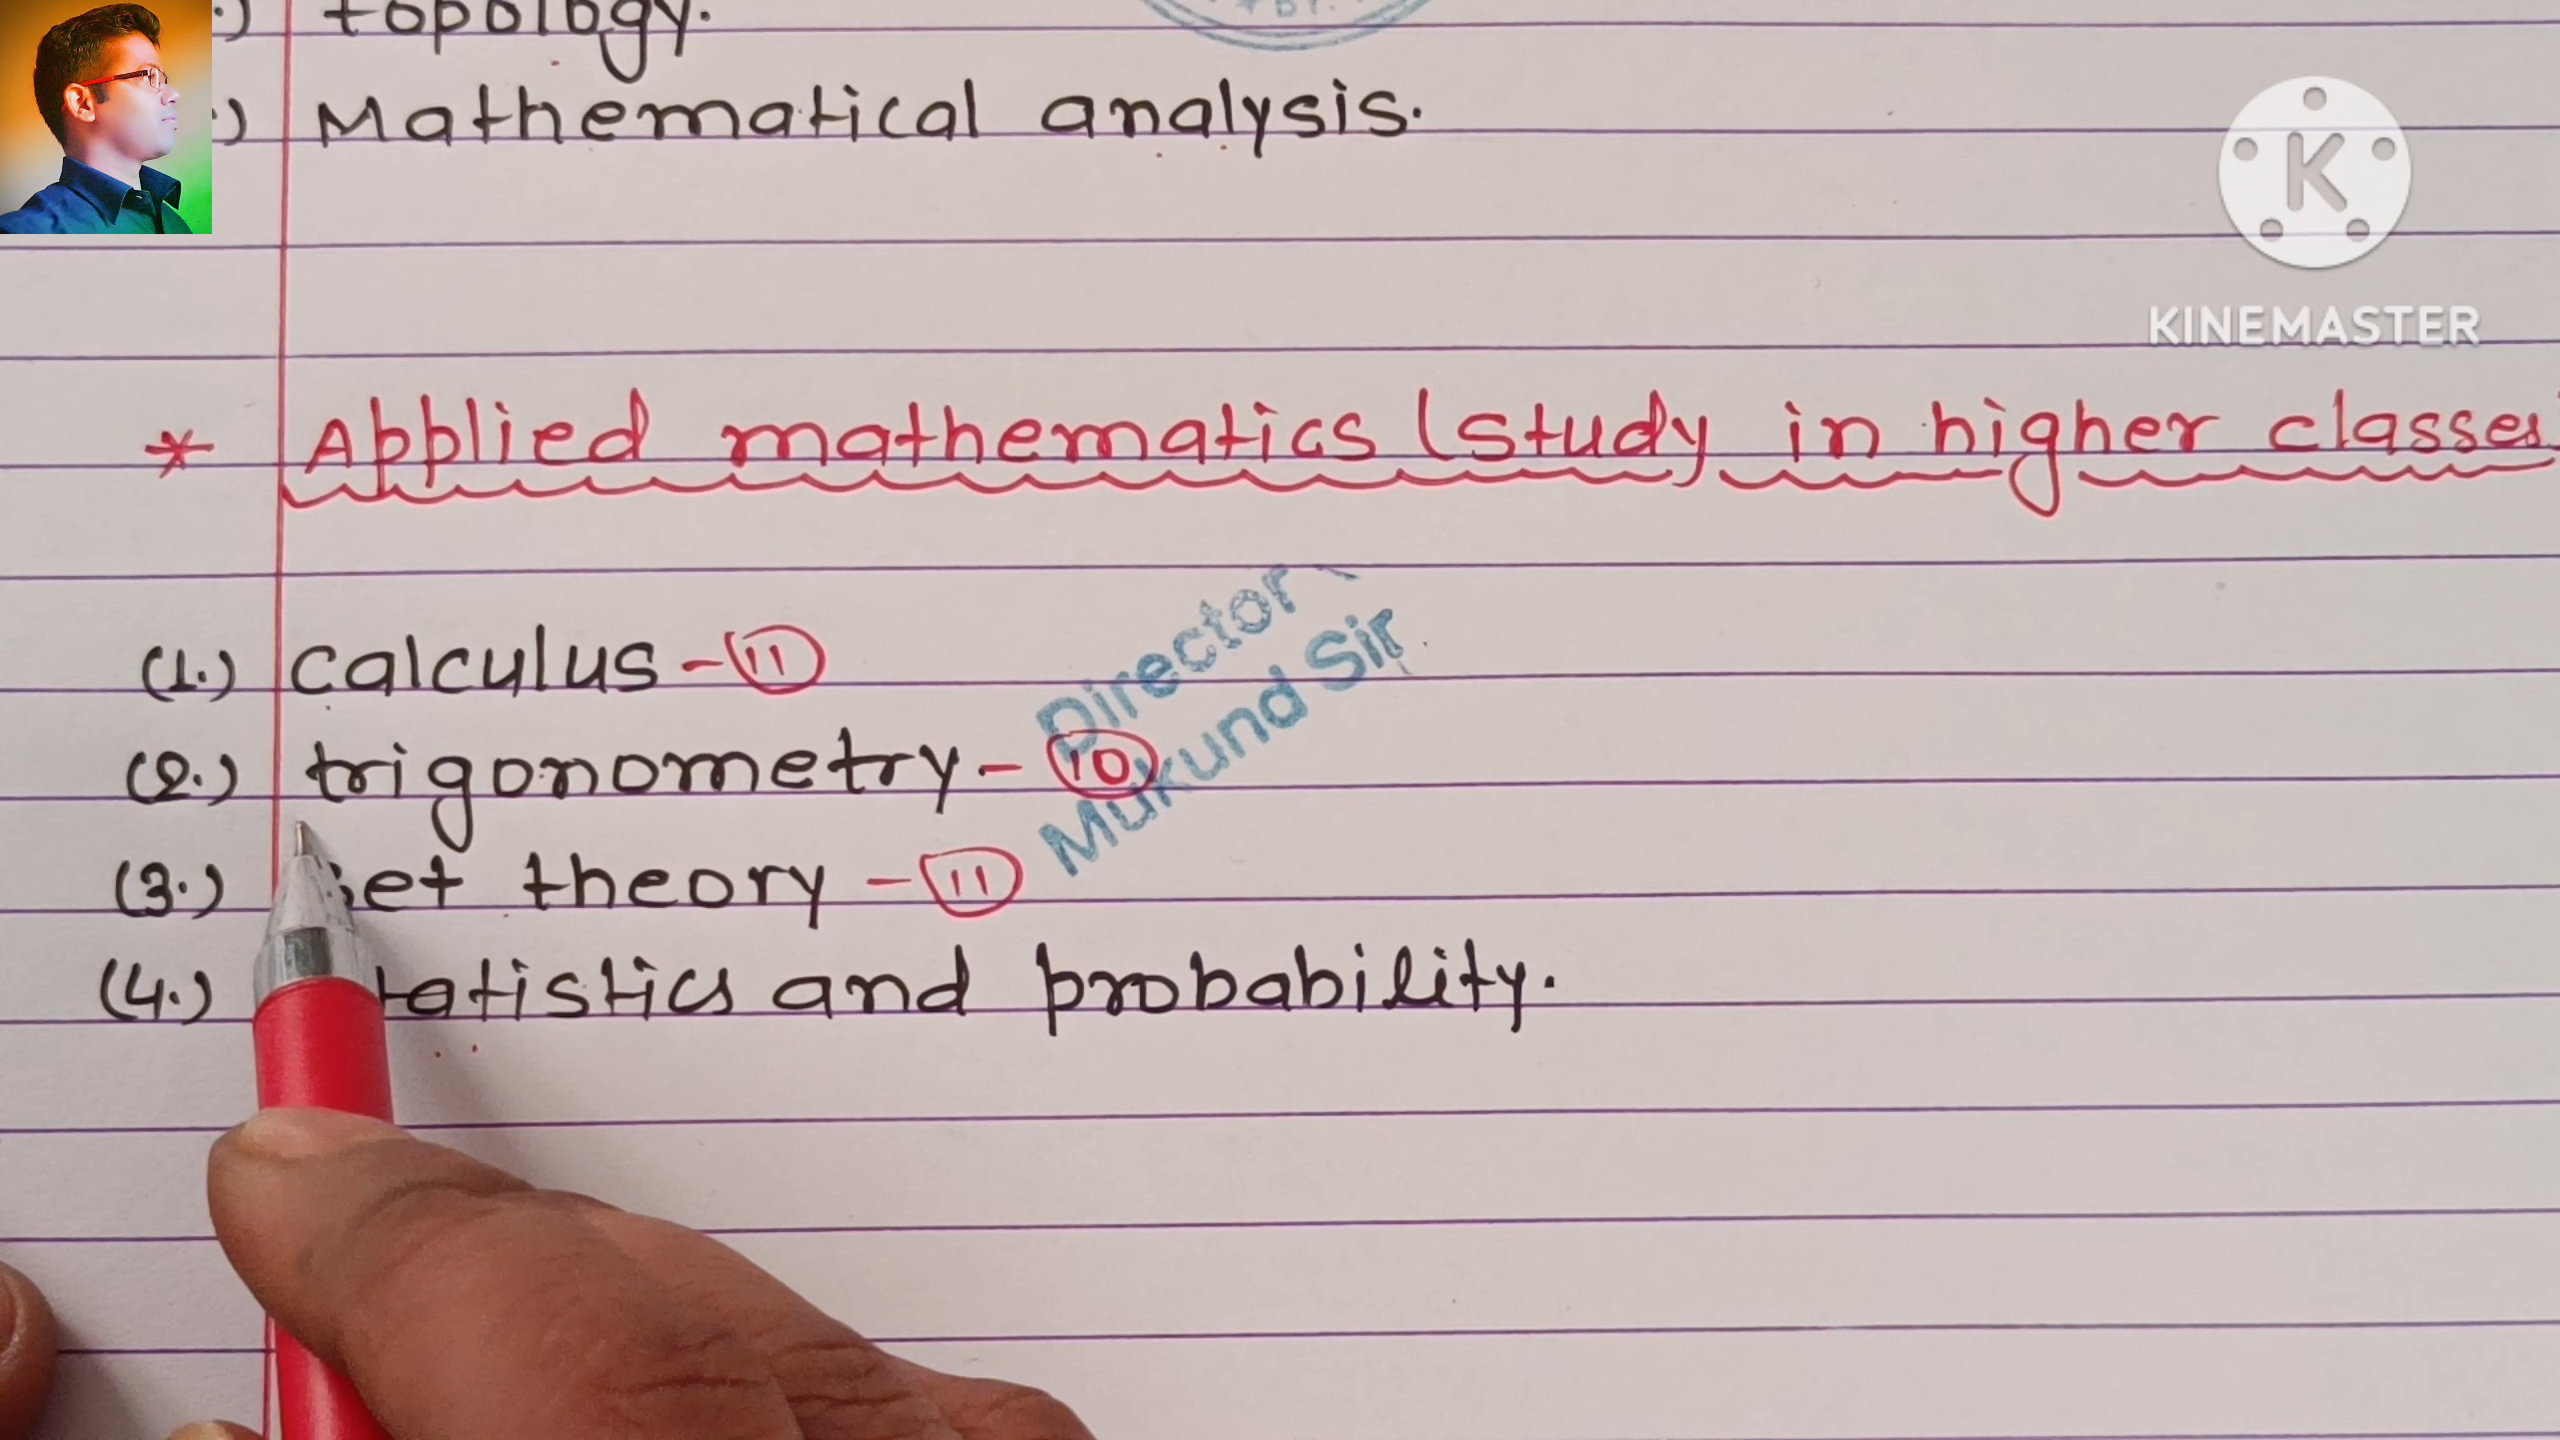 .) topology.
.) Mathematical analysis.
K
KINEMASTER
* Applied mathematics (study in higher classes
(1.) calculus - 11
(2.) trigonometry - 10
(3.) set theory - 11
(4.) tatistics and probability.
Director
Mukund Sir